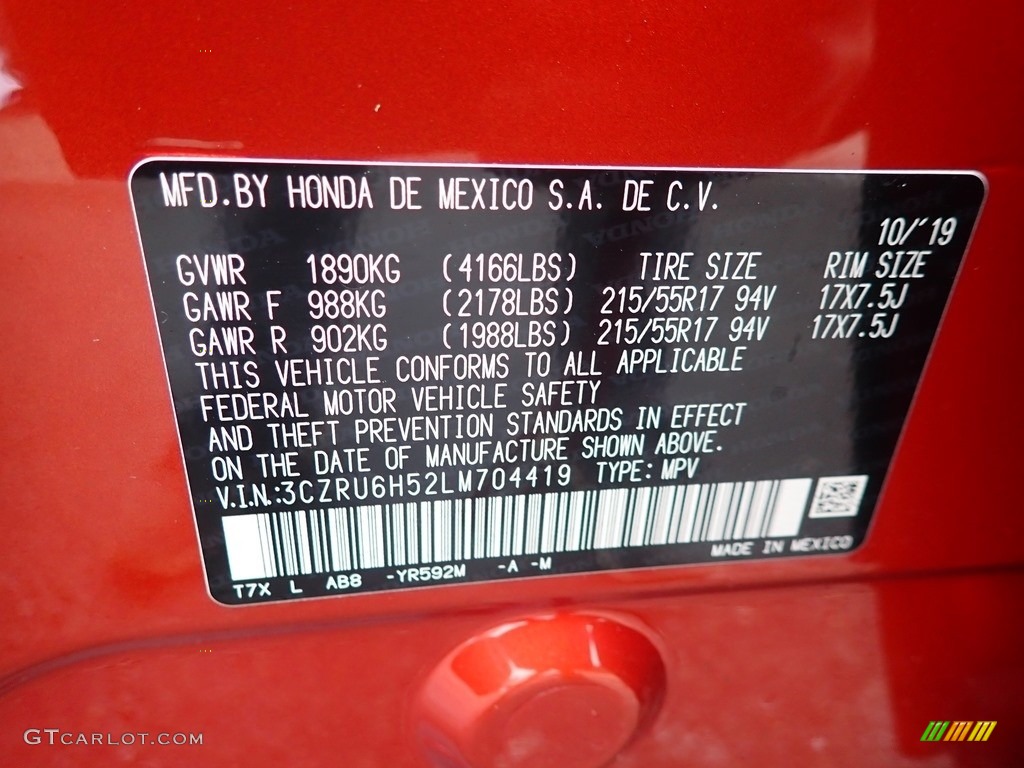 MFD.BY HONDA DE MEXICO S.A. DE C.V.
10/'19
GVWR 1890KG (4166LBS) TIRE SIZE RIM SIZE
GAWR F 988KG (2178LBS) 215/55R17 94V 17X7.5J
GAWR R 902KG (1988LBS) 215/55R17 94V 17X7.5J
THIS VEHICLE CONFORMS TO ALL APPLICABLE
FEDERAL MOTOR VEHICLE SAFETY
AND THEFT PREVENTION STANDARDS IN EFFECT
ON THE DATE OF MANUFACTURE SHOWN ABOVE.
V.I.N.:3CZRU6H52LM704419 TYPE: MPV
MADE IN MEXICO
T7X L AB8 -YR592M -A -M
GTCARLOT.COM